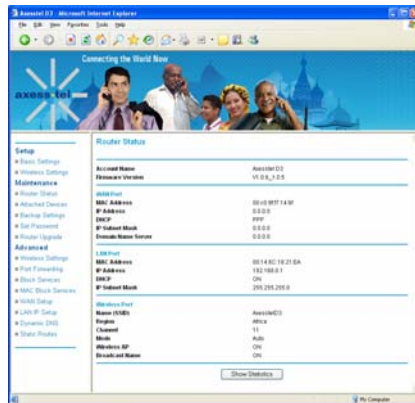 Axesstel D3 - Microsoft Internet Explorer
File Edit View Favorites Tools Help
Connecting the World Now
axesstel
Router Status
Setup
Basic Settings
Wireless Settings
Maintenance
Router Status
Attached Devices
Backup Settings
Set Password
Router Upgrade
Advanced
Wireless Settings
Port Forwarding
Block Services
MAC Block Services
WAN Setup
LAN IP Setup
Dynamic DNS
Static Routes
Account Name Axesstel D3
Firmware Version
WAN Port
MAC Address
IP Address 0.0.0.0
DHCP PPP
IP Subnet Mask 0.0.0.0
Domain Name Server 0.0.0.0
LAN Port
MAC Address
IP Address 192.168.0.1
DHCP ON
IP Subnet Mask 255.255.255.0
Wireless Port
Name (SSID) AxesstelD3
Region Africa
Channel 11
Mode Auto
Wireless AP ON
Broadcast Name ON
Show Statistics
My Computer